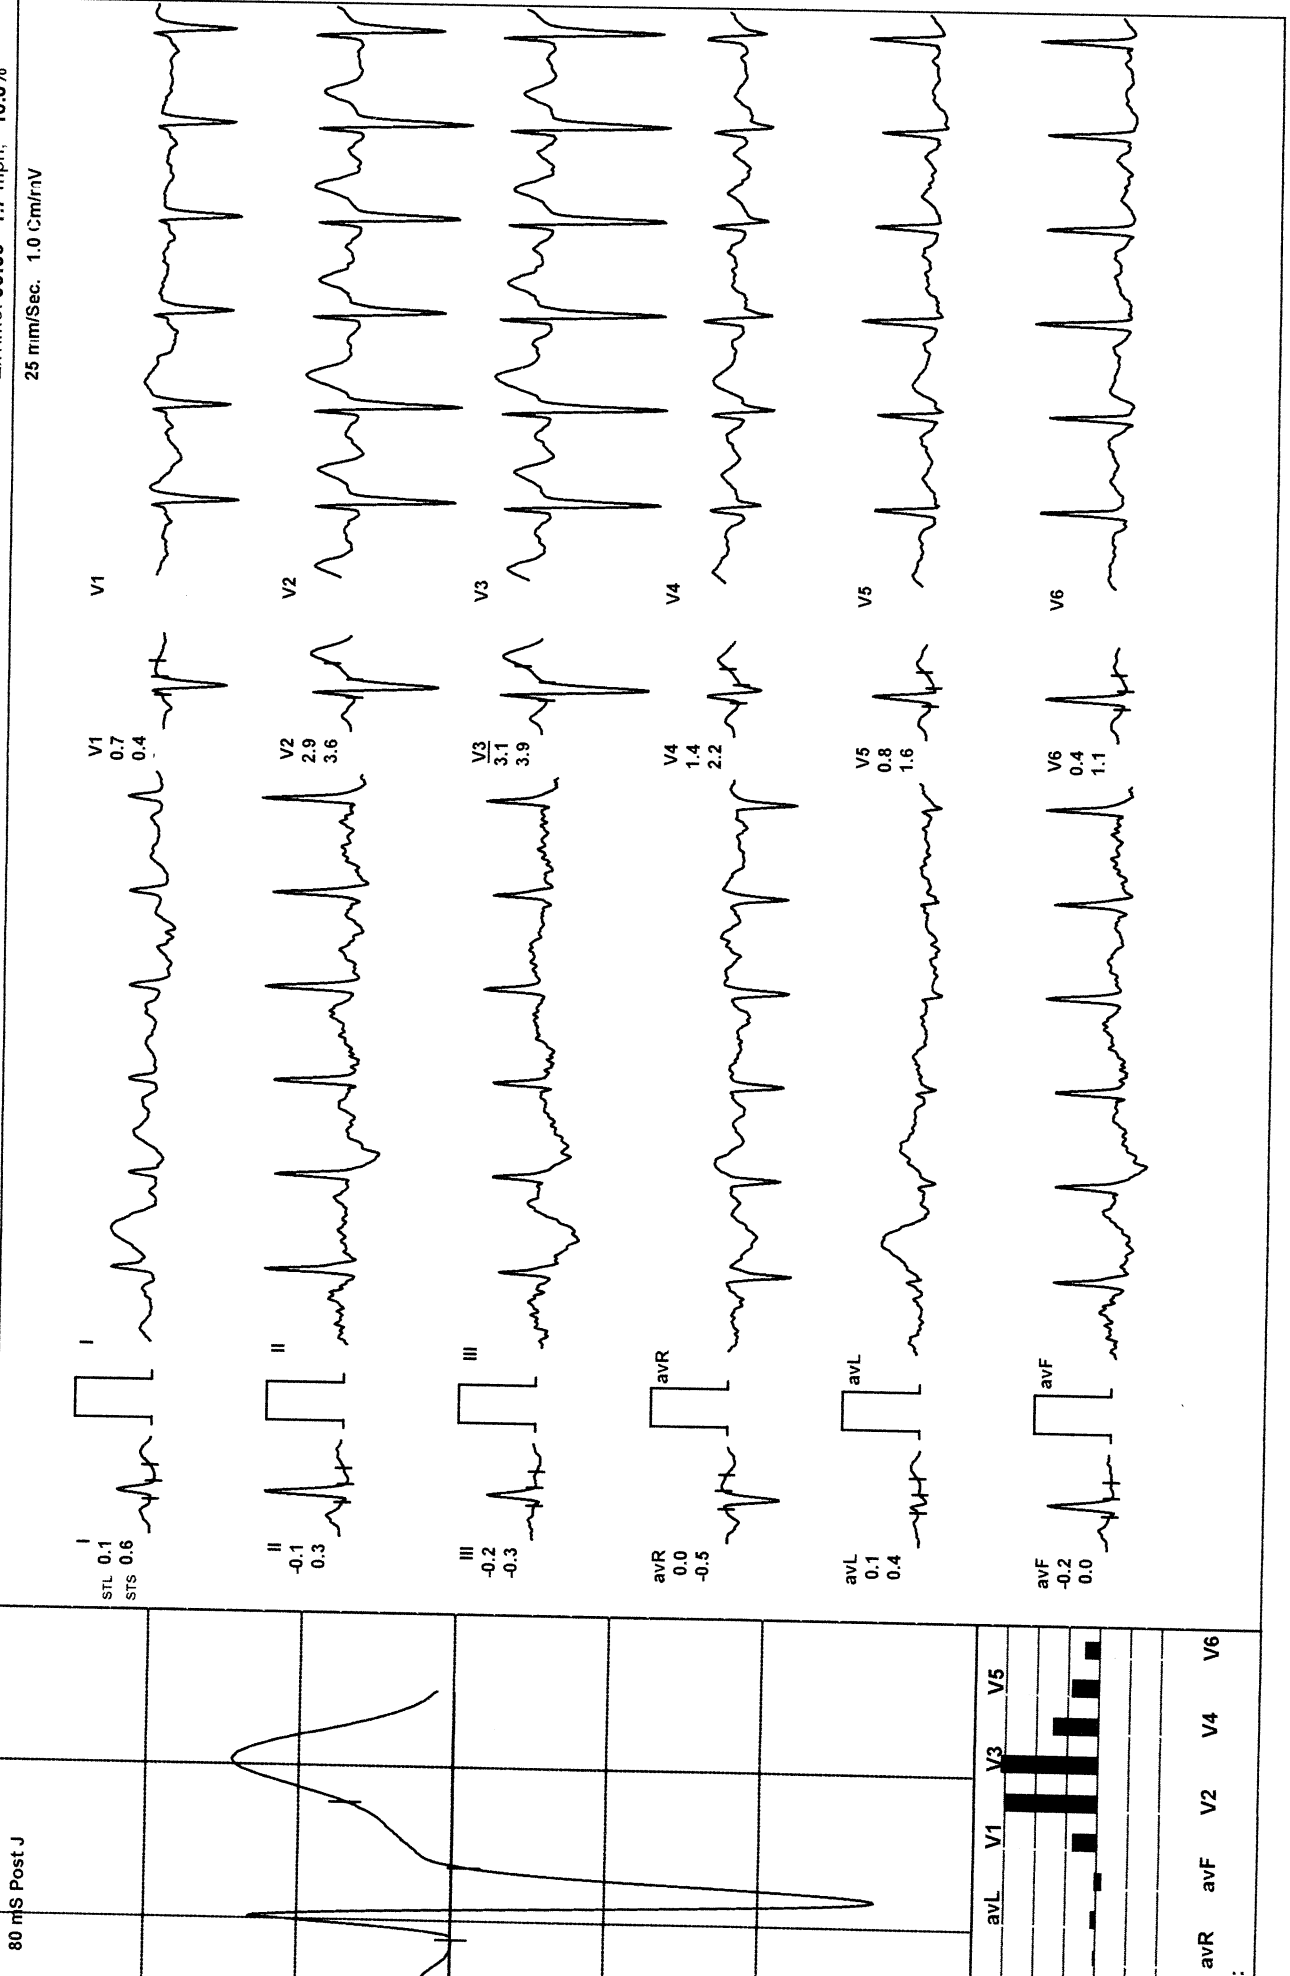 25 mm/Sec. 1.0 Cm/mV
80 mS Post J
I
STL 0.1
STS 0.6
I
V1
0.7
0.4
V1
II
-0.1
0.3
II
V2
2.9
3.6
V2
III
-0.2
-0.3
III
V3
3.1
3.9
V3
avR
0.0
-0.5
avR
V4
1.4
2.2
V4
avL
0.1
0.4
avL
V5
0.8
1.6
V5
avF
-0.2
0.0
avF
V6
0.4
1.1
V6
avL V1 V3 V5
avR avF V2 V4 V6